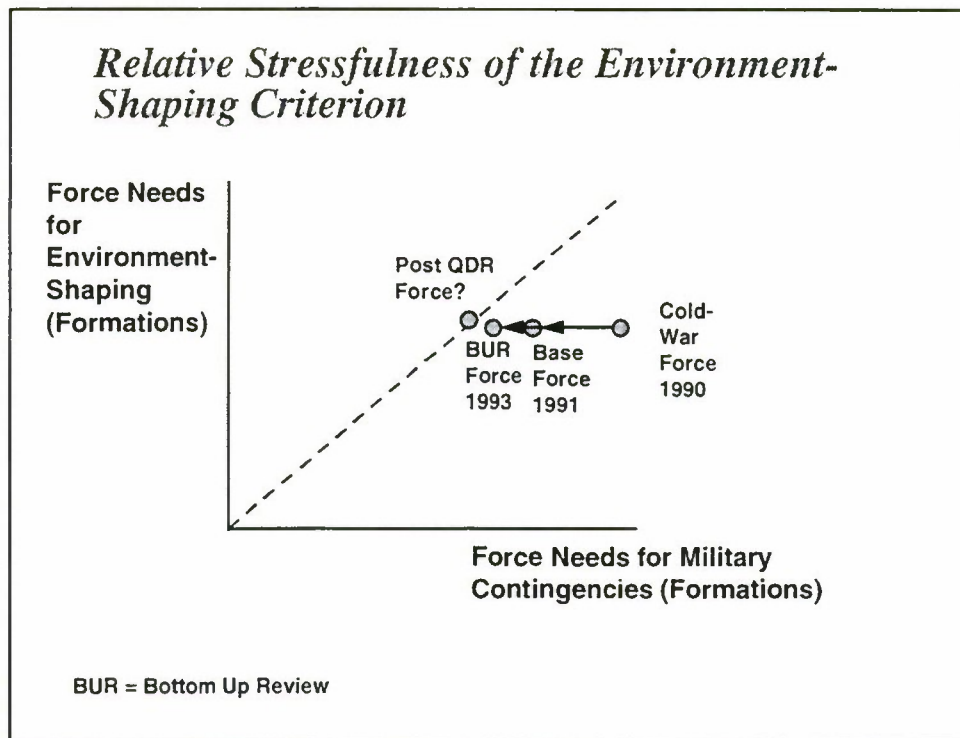 Relative Stressfulness of the Environment-
Shaping Criterion
Force Needs
for
Environment-
Shaping
(Formations)
Post QDR
Force?
BUR
Force
1993
Base
Force
1991
Cold-
War
Force
1990
Force Needs for Military
Contingencies (Formations)
BUR = Bottom Up Review